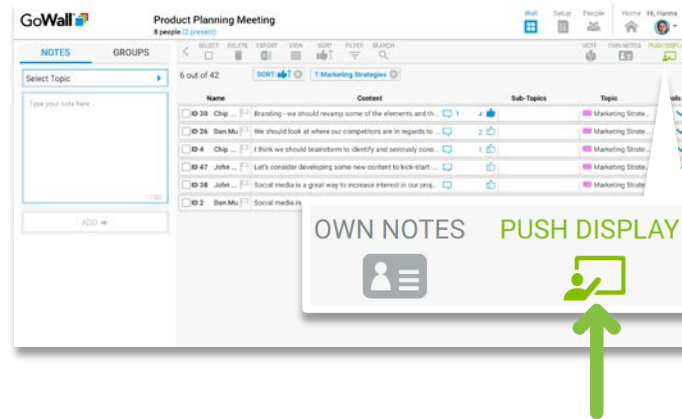 GoWall
Product Planning Meeting
8 people (2 present)
Wall Setup People Home Hi, Hanna
NOTES GROUPS
SELECT DELETE EXPORT VIEW SORT FILTER SEARCH
VOTE OWN NOTES PUSH DISPLA
Select Topic
6 out of 42
SORT: T:Marketing Strategies
Type your note here...
750
ADD
Name Content Sub-Topics Topic ols
ID 30 Chip ... Branding - we should revamp some of the elements and th... 1 4 Marketing Strate...
ID 26 Dan Mu We should look at where our competitors are in regards to ... 2 Marketing Strate
ID 4 Chip ... I think we should brainstorm to identify and seriously cons... 1 Marketing Strate
ID 47 John ... Let's consider developing some new content to kick-start ... Marketing Strate
ID 38 John ... Social media is a great way to increase interest in our proj... Marketing Strate
ID 2 Dan Mu Social media in
OWN NOTES PUSH DISPLAY